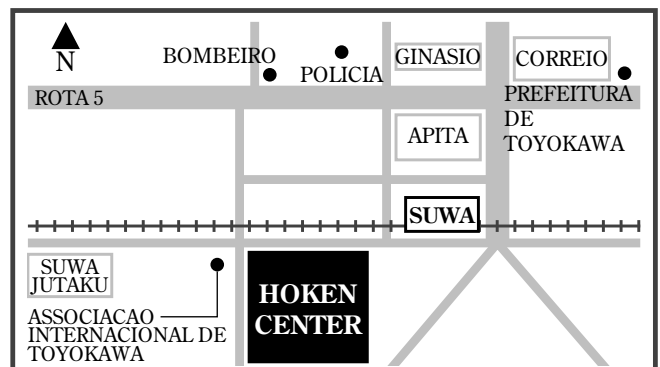 N
BOMBEIRO
POLICIA
GINASIO
CORREIO
ROTA 5
PREFEITURA
DE
TOYOKAWA
APITA
SUWA
SUWA
JUTAKU
ASSOCIACAO
INTERNACIONAL DE
TOYOKAWA
HOKEN
CENTER